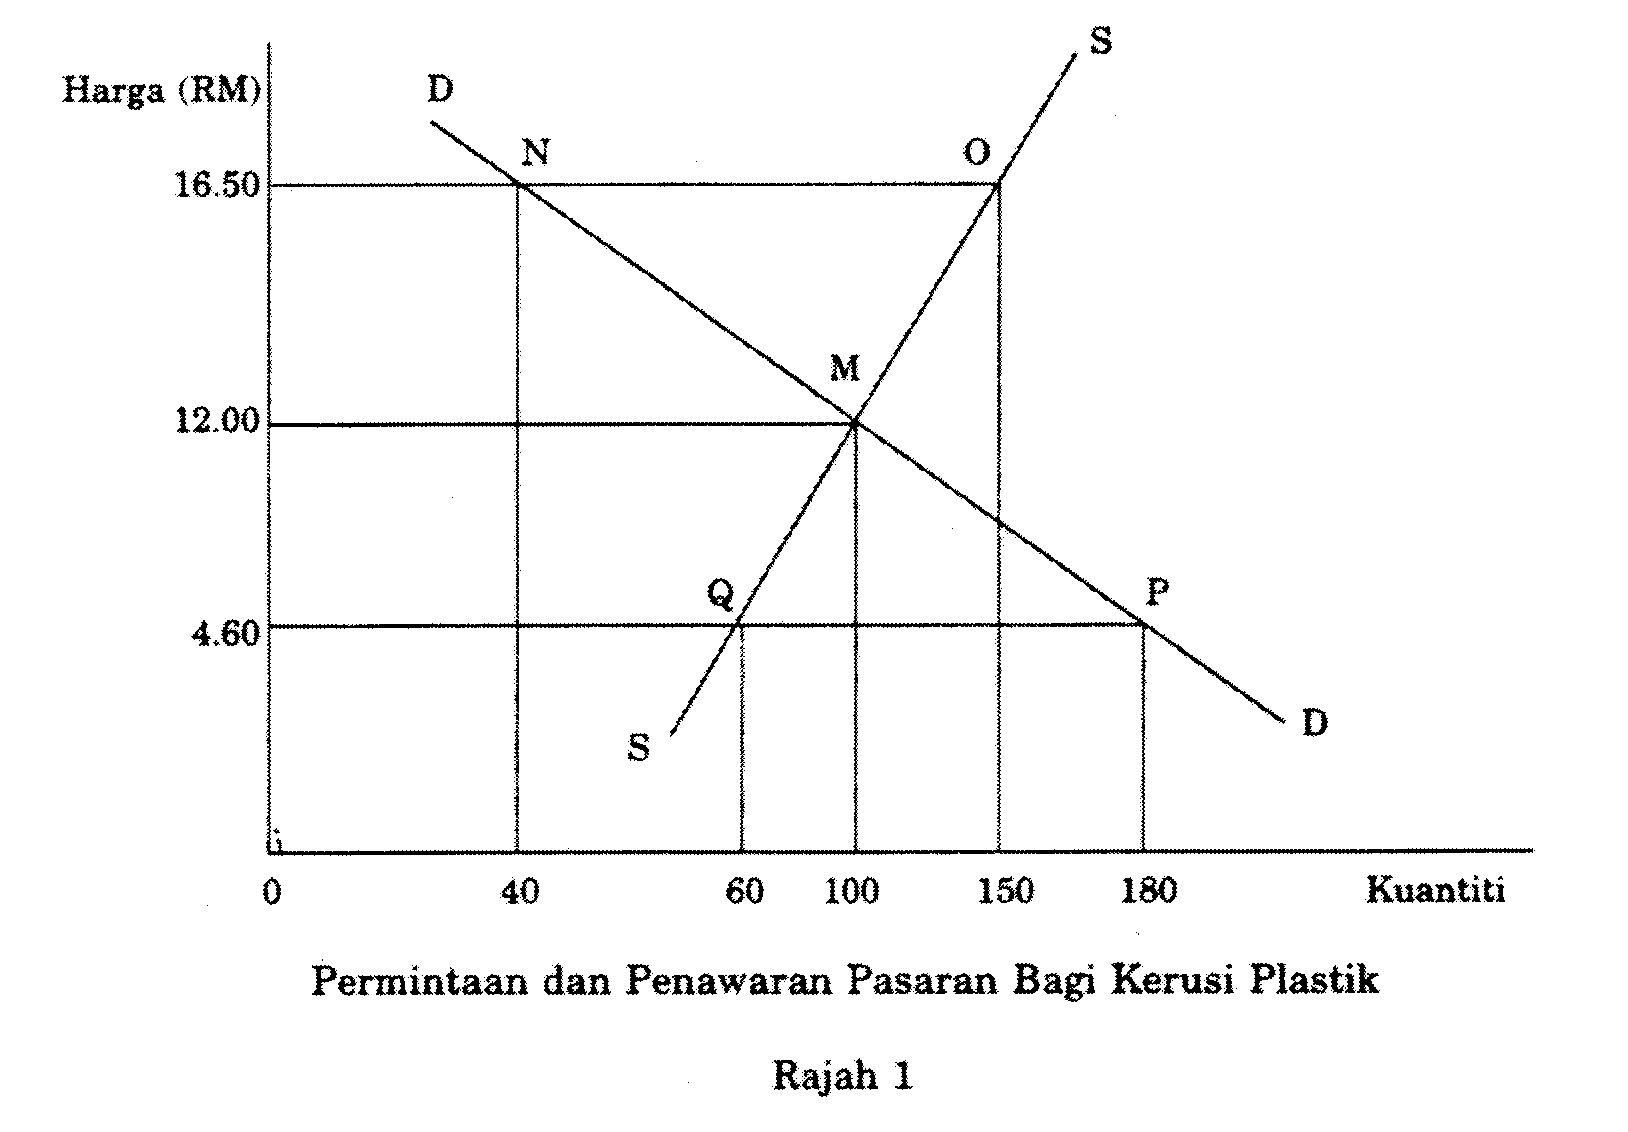 S
Harga (RM)
D
N
O
16.50
M
12.00
Q
P
4.60
S
D
0
40
60
100
150
180
Kuantiti
Permintaan dan Penawaran Pasaran Bagi Kerusi Plastik
Rajah 1